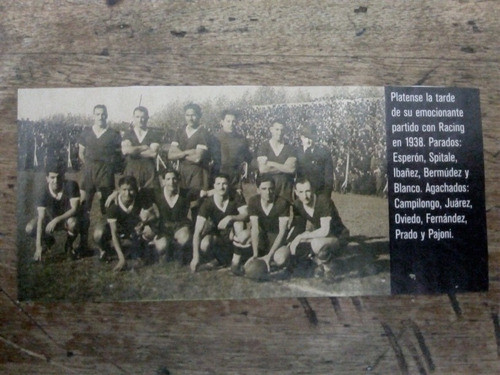 Platense la tarde
de su emocionante
partido con Racing
en 1938. Parados:
Esperón, Spitale,
Ibañez, Bermúdez y
Blanco. Agachados:
Campilongo, Juárez,
Oviedo, Fernández,
Prado y Pajoni.